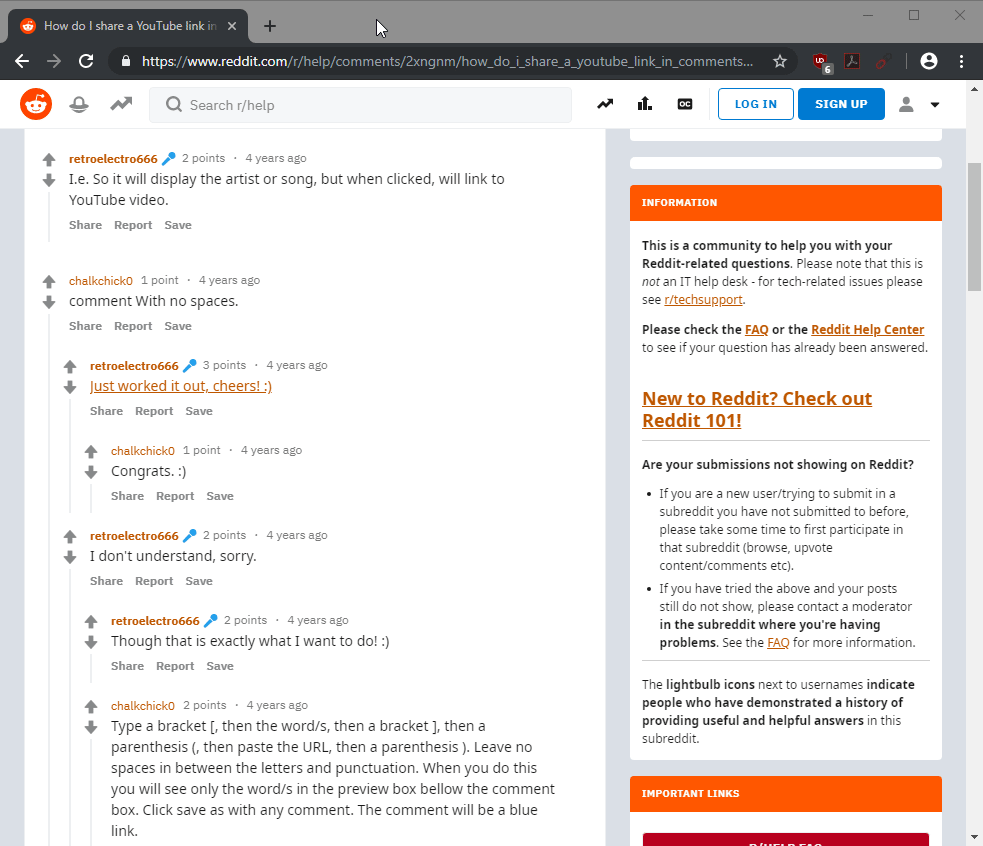 How do I share a YouTube link in
https://www.reddit.com/r/help/comments/2xngnm/how_do_i_share_a_youtube_link_in_comments...
UD
6
Search r/help
OC
LOG IN
SIGN UP
retroelectro666 2 points · 4 years ago
I.e. So it will display the artist or song, but when clicked, will link to
YouTube video.
Share Report Save
chalkchick0 1 point · 4 years ago
comment With no spaces.
Share Report Save
retroelectro666 3 points · 4 years ago
Just worked it out, cheers! :)
Share Report Save
chalkchick0 1 point · 4 years ago
Congrats. :)
Share Report Save
retroelectro666 2 points · 4 years ago
I don't understand, sorry.
Share Report Save
retroelectro666 2 points · 4 years ago
Though that is exactly what I want to do! :)
Share Report Save
chalkchick0 2 points · 4 years ago
Type a bracket [, then the word/s, then a bracket ], then a
parenthesis (, then paste the URL, then a parenthesis ). Leave no
spaces in between the letters and punctuation. When you do this
you will see only the word/s in the preview box bellow the comment
box. Click save as with any comment. The comment will be a blue
link.
INFORMATION
This is a community to help you with your
Reddit-related questions. Please note that this is
not an IT help desk - for tech-related issues please
see r/techsupport.
Please check the FAQ or the Reddit Help Center
to see if your question has already been answered.
New to Reddit? Check out
Reddit 101!
Are your submissions not showing on Reddit?
• If you are a new user/trying to submit in a
subreddit you have not submitted to before,
please take some time to first participate in
that subreddit (browse, upvote
content/comments etc).
• If you have tried the above and your posts
still do not show, please contact a moderator
in the subreddit where you're having
problems. See the FAQ for more information.
The lightbulb icons next to usernames indicate
people who have demonstrated a history of
providing useful and helpful answers in this
subreddit.
IMPORTANT LINKS
R/HELP FAQ